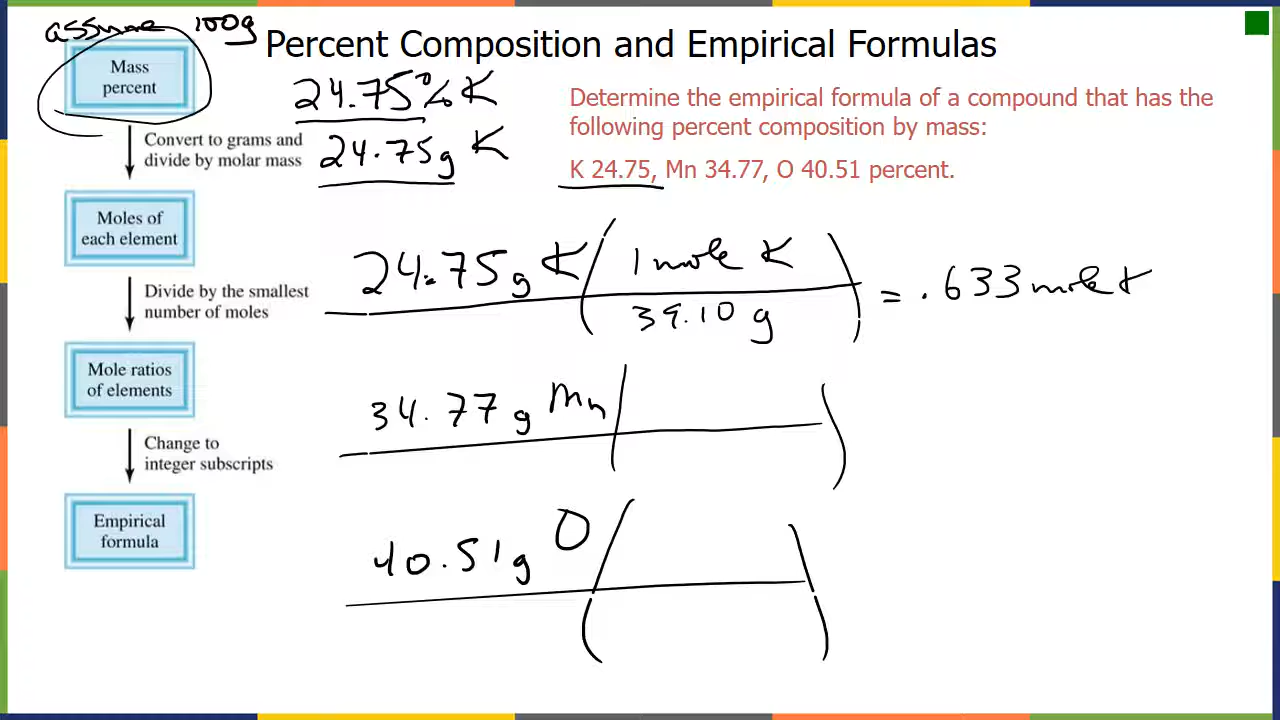 assume 100g
Percent Composition and Empirical Formulas
Mass
percent
Convert to grams and
divide by molar mass
Moles of
each element
Divide by the smallest
number of moles
Mole ratios
of elements
Change to
integer subscripts
Empirical
formula
24.75% K
24.75g K
Determine the empirical formula of a compound that has the
following percent composition by mass:
K 24.75, Mn 34.77, O 40.51 percent.
24.75g K ( 1 mole K
39.10 g ) = .633 mole K
34.77 g Mn
40.51g O